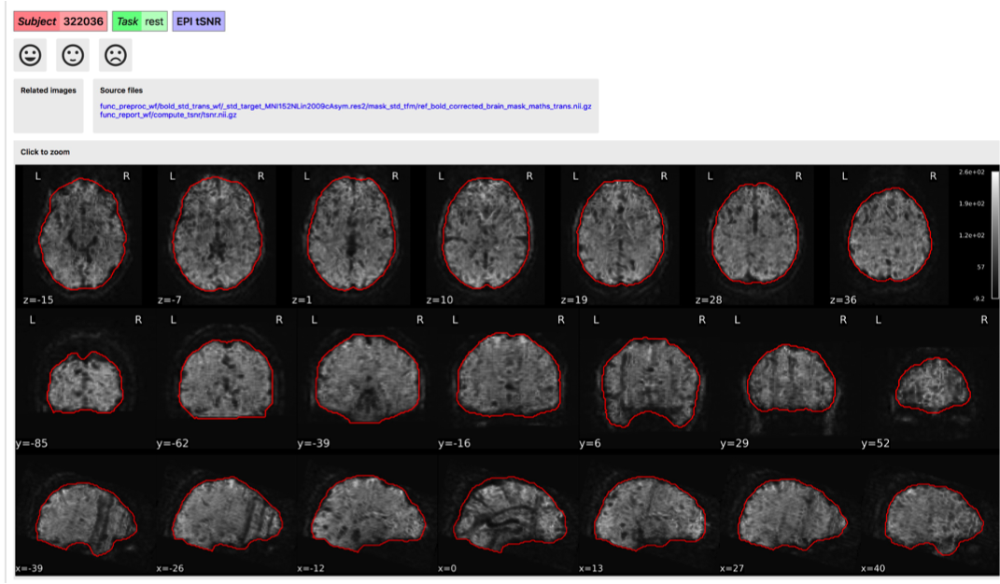 Subject 322036 Task rest EPI tSNR
Related images
Source files
func_preproc_wf/bold_std_trans_wf/_std_target_MNI152NLin2009cAsym.res2/mask_std_tfm/ref_bold_corrected_brain_mask_maths_trans.nii.gz
func_report_wf/compute_tsnr/tsnr.nii.gz
Click to zoom
L R L R L R L R L R L R L R
2.6e+02
1.9e+02
1.2e+02
57
-9.2
z=-15 z=-7 z=1 z=10 z=19 z=28 z=36
L R L R L R L R L R L R L R
y=-85 y=-62 y=-39 y=-16 y=6 y=29 y=52
x=-39 x=-26 x=-12 x=0 x=13 x=27 x=40